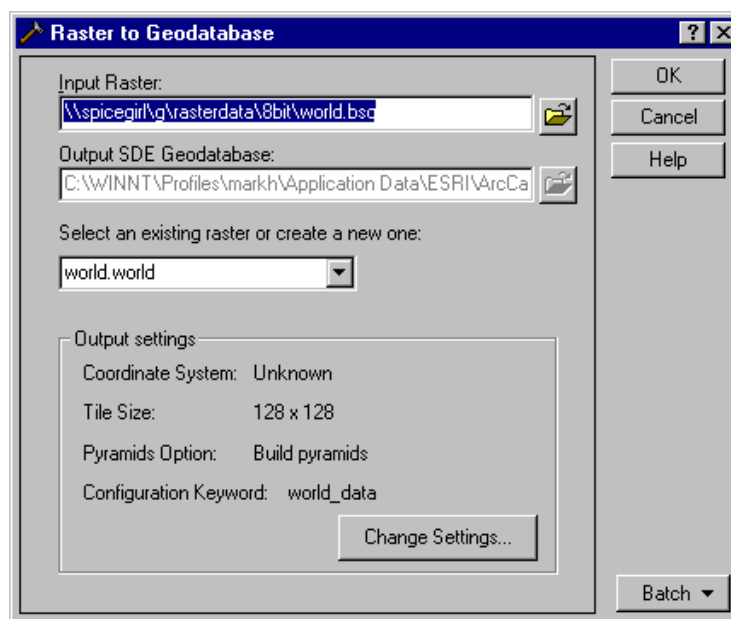 Raster to Geodatabase
Input Raster:
\\spicegirl\g\rasterdata\8bit\world.bsq
Output SDE Geodatabase:
C:\WINNT\Profiles\markh\Application Data\ESRI\ArcCa
Select an existing raster or create a new one:
world.world
Output settings
Coordinate System: Unknown
Tile Size: 128 x 128
Pyramids Option: Build pyramids
Configuration Keyword: world_data
Change Settings...
OK
Cancel
Help
Batch